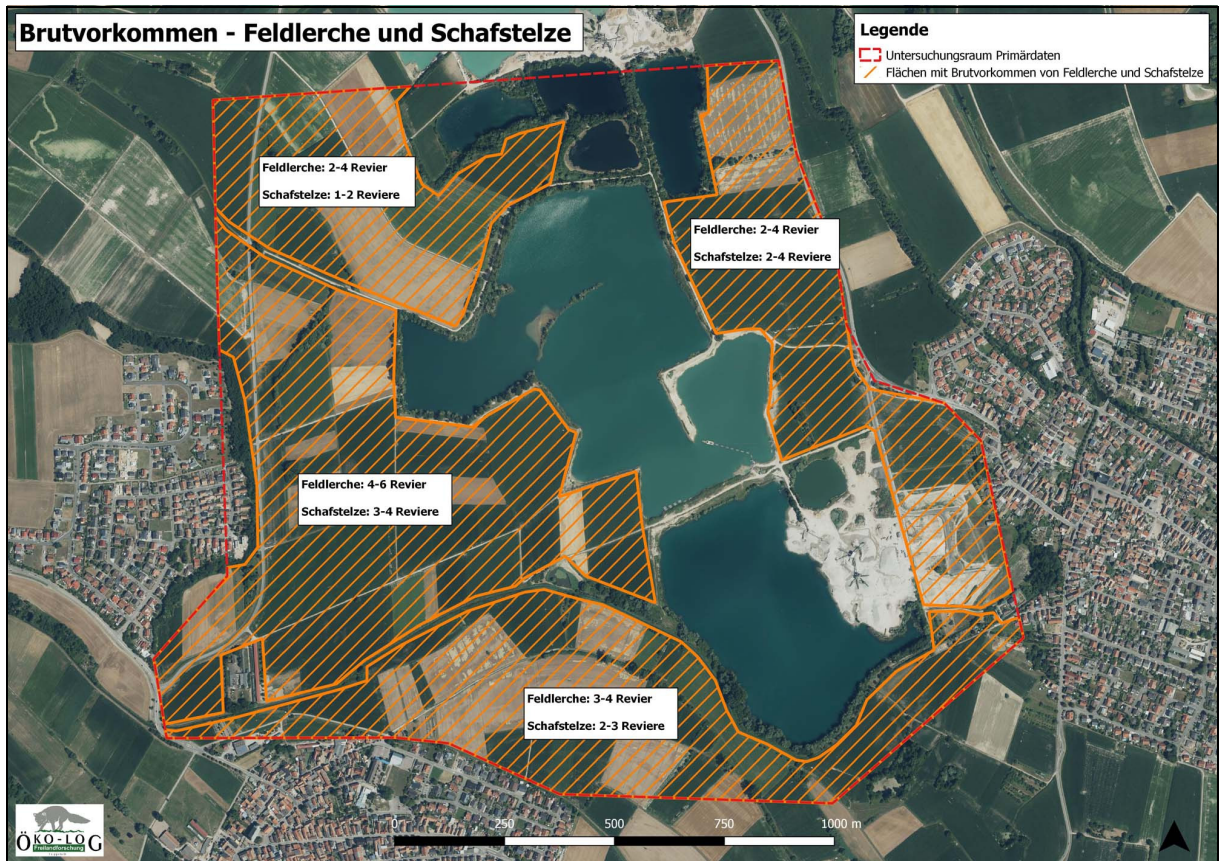 Brutvorkommen - Feldlerche und Schafstelze
Legende
Untersuchungsraum Primärdaten
Flächen mit Brutvorkommen von Feldlerche und Schafstelze
Feldlerche: 2-4 Revier
Schafstelze: 1-2 Reviere
Feldlerche: 2-4 Revier
Schafstelze: 2-4 Reviere
Feldlerche: 4-6 Revier
Schafstelze: 3-4 Reviere
Feldlerche: 3-4 Revier
Schafstelze: 2-3 Reviere
ÖKO-LOG
Freilandforschung
0 250 500 750 1000 m